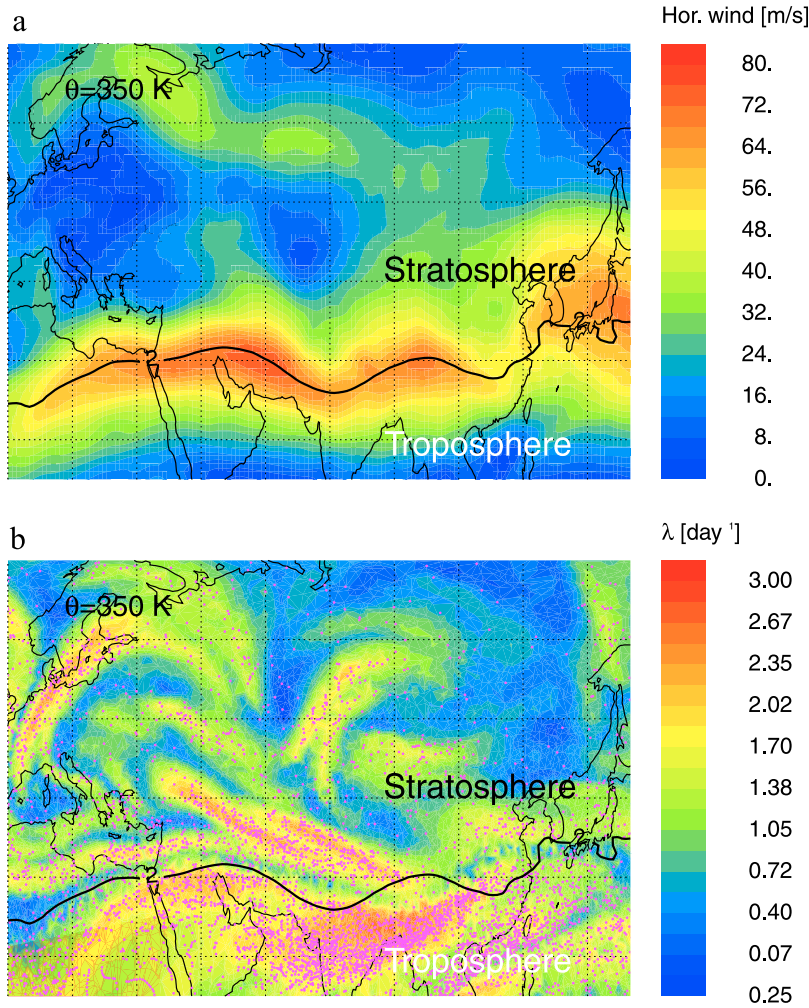 a
Hor. wind [m/s]
θ=350 K
80.
72.
64.
56.
48.
40.
32.
24.
16.
8.
0.
Stratosphere
2
Troposphere
b
λ [day ¹]
θ=350 K
3.00
2.67
2.35
2.02
1.70
1.38
1.05
0.72
0.40
0.07
0.25
Stratosphere
2
Troposphere